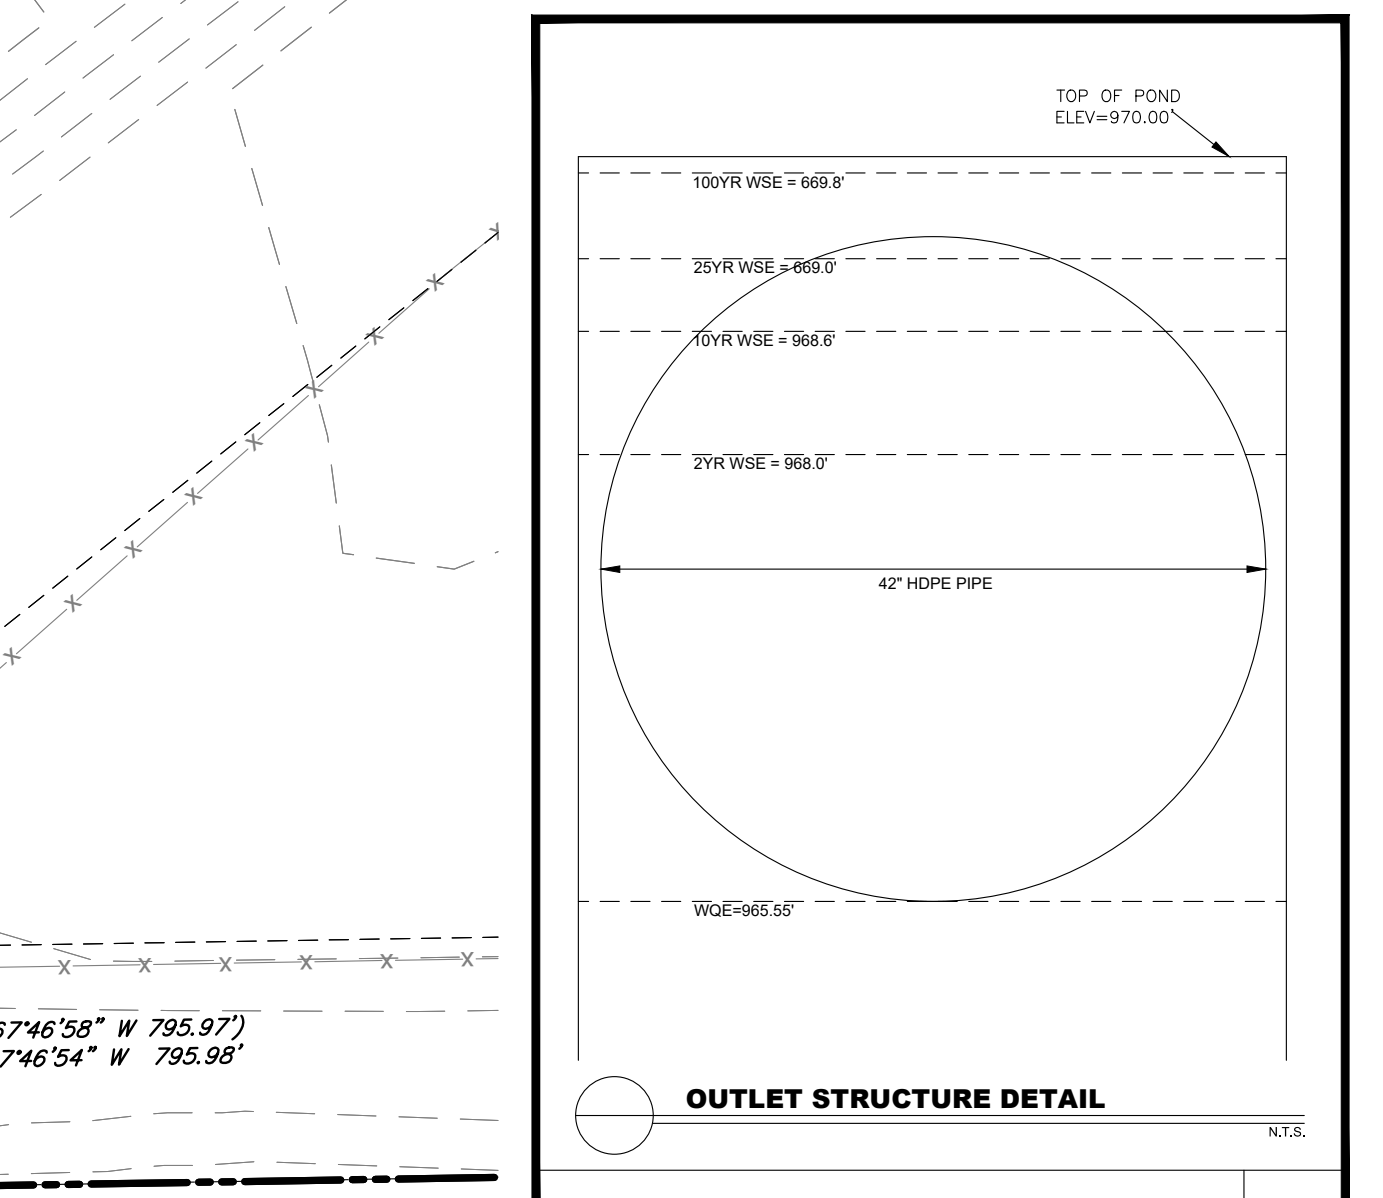 TOP OF POND
ELEV=970.00'
100YR WSE = 669.8'
25YR WSE = 669.0'
10YR WSE = 968.6'
2YR WSE = 968.0'
42" HDPE PIPE
WQE=965.55'
67°46'58" W 795.97')
7°46'54" W 795.98'
OUTLET STRUCTURE DETAIL
N.T.S.